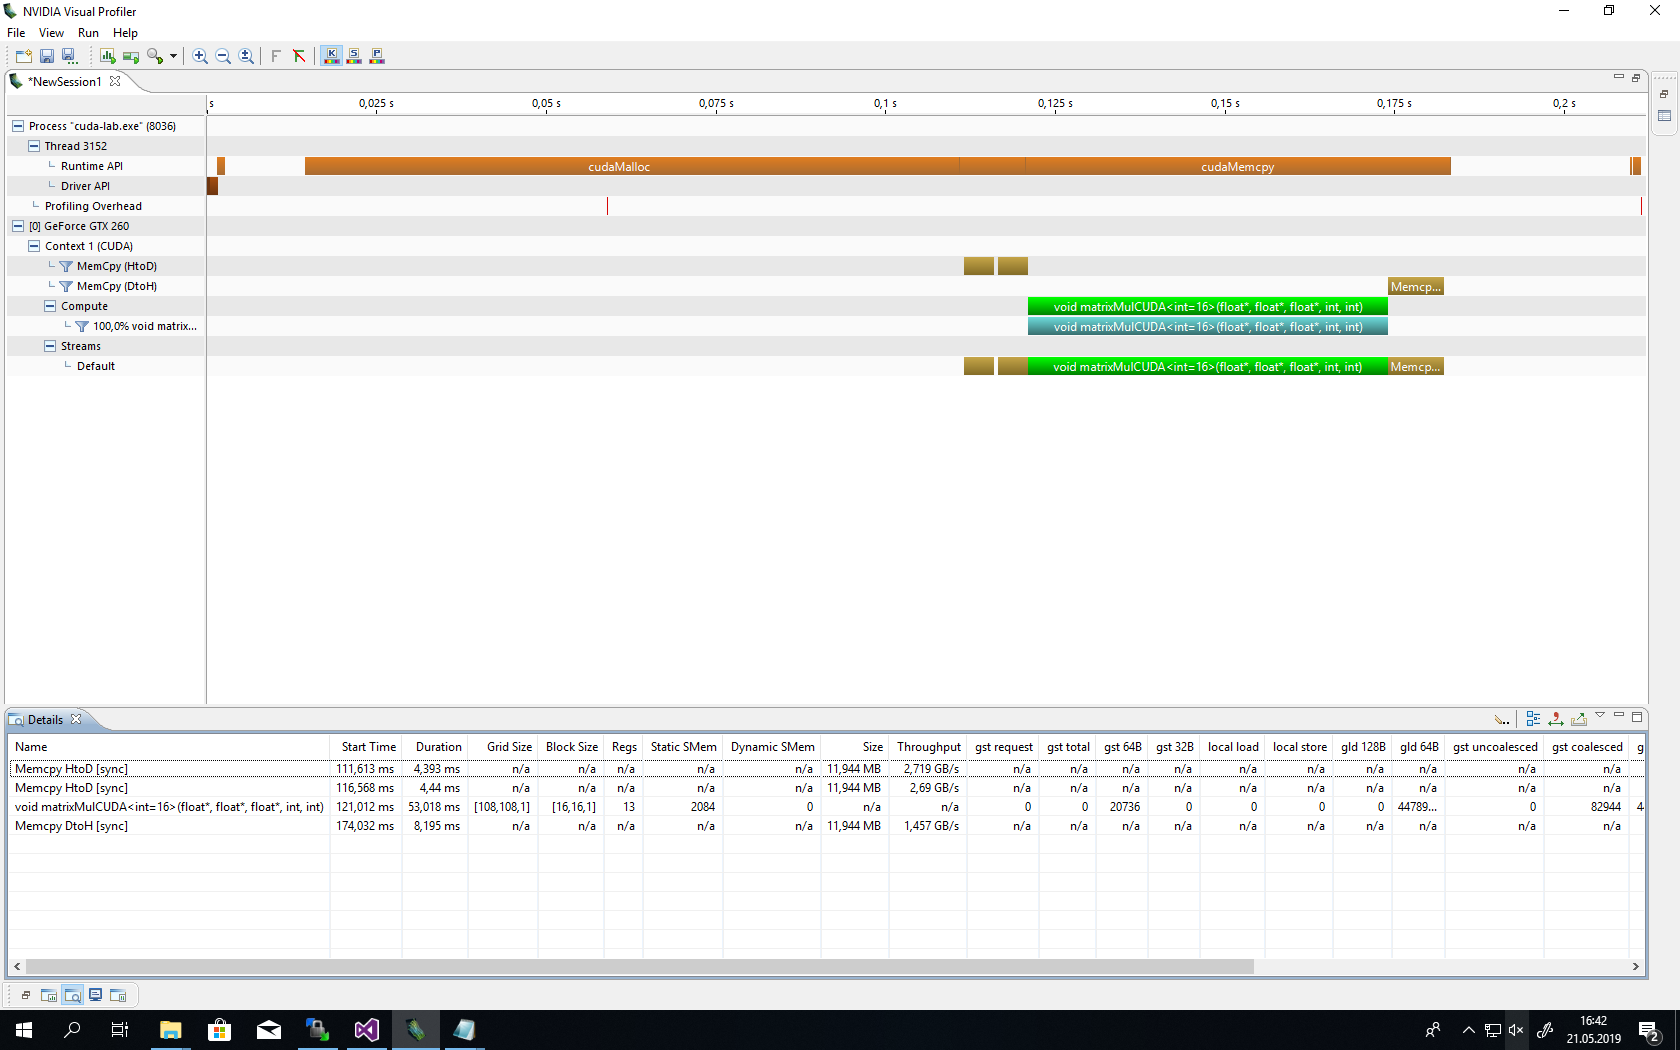 NVIDIA Visual Profiler
File View Run Help
*NewSession1
s 0,025 s 0,05 s 0,075 s 0,1 s 0,125 s 0,15 s 0,175 s 0,2 s
Process "cuda-lab.exe" (8036)
Thread 3152
Runtime API cudaMalloc cudaMemcpy
Driver API
Profiling Overhead
[0] GeForce GTX 260
Context 1 (CUDA)
MemCpy (HtoD)
MemCpy (DtoH) Memcp...
Compute void matrixMulCUDA<int=16>(float*, float*, float*, int, int)
100,0% void matrix... void matrixMulCUDA<int=16>(float*, float*, float*, int, int)
Streams
Default void matrixMulCUDA<int=16>(float*, float*, float*, int, int) Memcp...
Details
Name Start Time Duration Grid Size Block Size Regs Static SMem Dynamic SMem Size Throughput gst request gst total gst 64B gst 32B local load local store gld 128B gld 64B gst uncoalesced gst coalesced g
Memcpy HtoD [sync] 111,613 ms 4,393 ms n/a n/a n/a n/a n/a 11,944 MB 2,719 GB/s n/a n/a n/a n/a n/a n/a n/a n/a n/a n/a
Memcpy HtoD [sync] 116,568 ms 4,44 ms n/a n/a n/a n/a n/a 11,944 MB 2,69 GB/s n/a n/a n/a n/a n/a n/a n/a n/a n/a n/a
void matrixMulCUDA<int=16>(float*, float*, float*, int, int) 121,012 ms 53,018 ms [108,108,1] [16,16,1] 13 2084 0 n/a n/a 0 0 20736 0 0 0 0 44789... 0 82944 4
Memcpy DtoH [sync] 174,032 ms 8,195 ms n/a n/a n/a n/a n/a 11,944 MB 1,457 GB/s n/a n/a n/a n/a n/a n/a n/a n/a n/a n/a
16:42
21.05.2019
2